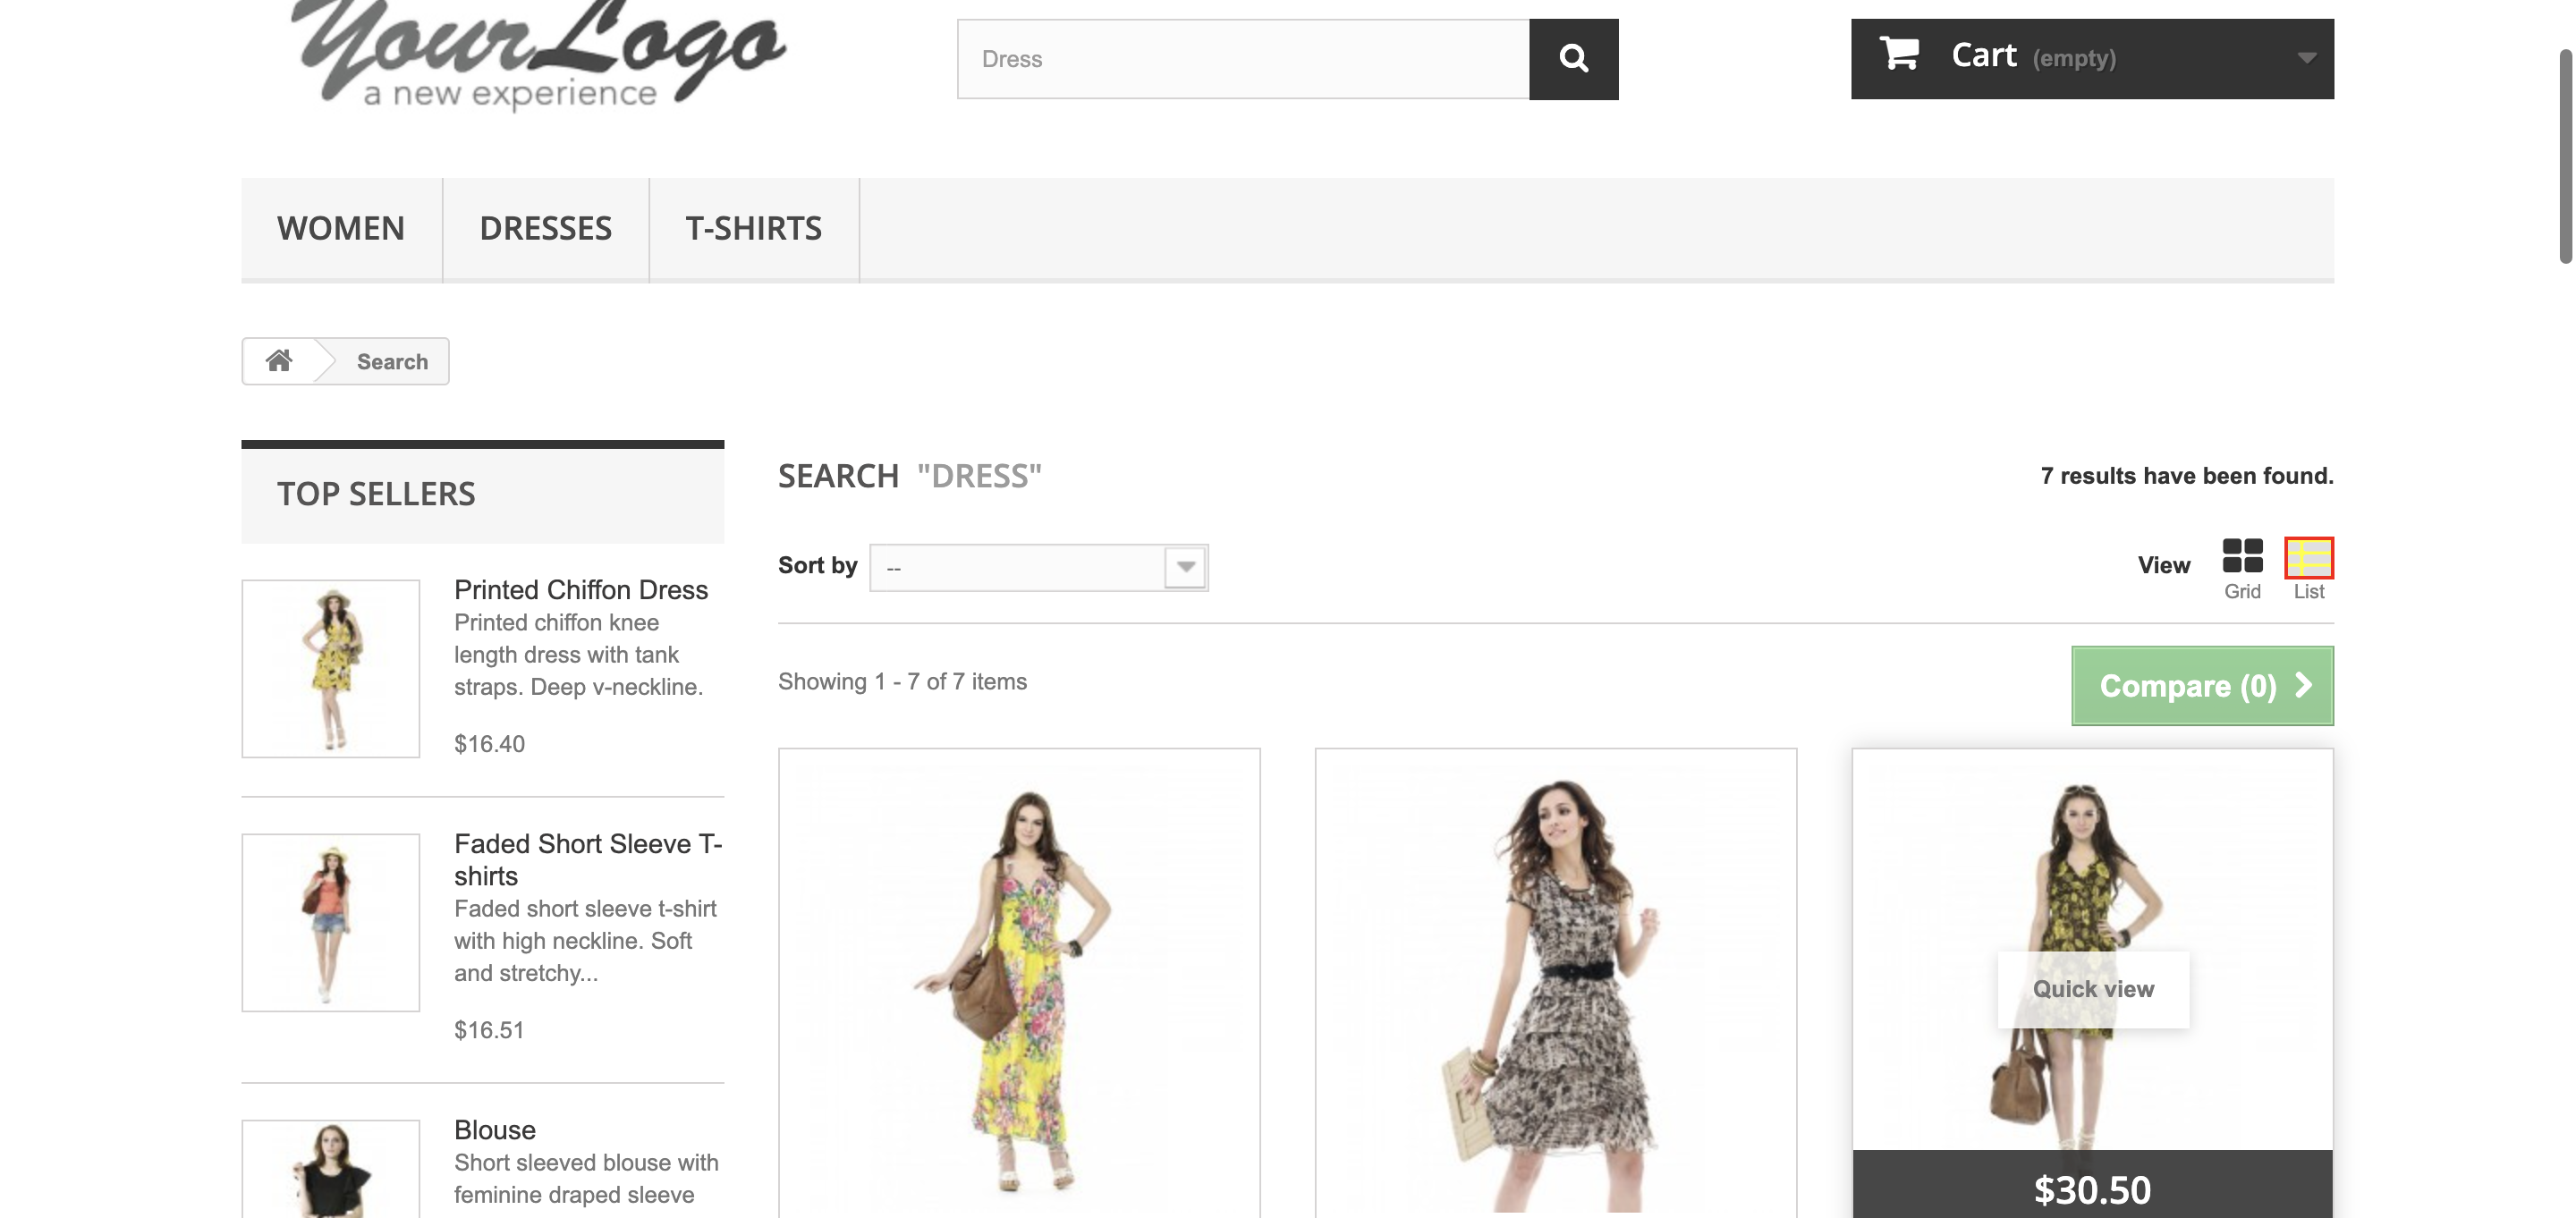 YourLogo
a new experience
Dress
Cart (empty)
WOMEN
DRESSES
T-SHIRTS
Search
TOP SELLERS
Printed Chiffon Dress
Printed chiffon knee
length dress with tank
straps. Deep v-neckline.
$16.40
Faded Short Sleeve T-
shirts
Faded short sleeve t-shirt
with high neckline. Soft
and stretchy...
$16.51
Blouse
Short sleeved blouse with
feminine draped sleeve
SEARCH "DRESS"
7 results have been found.
Sort by --
View
Grid
List
Showing 1 - 7 of 7 items
Compare (0)
Quick view
$30.50